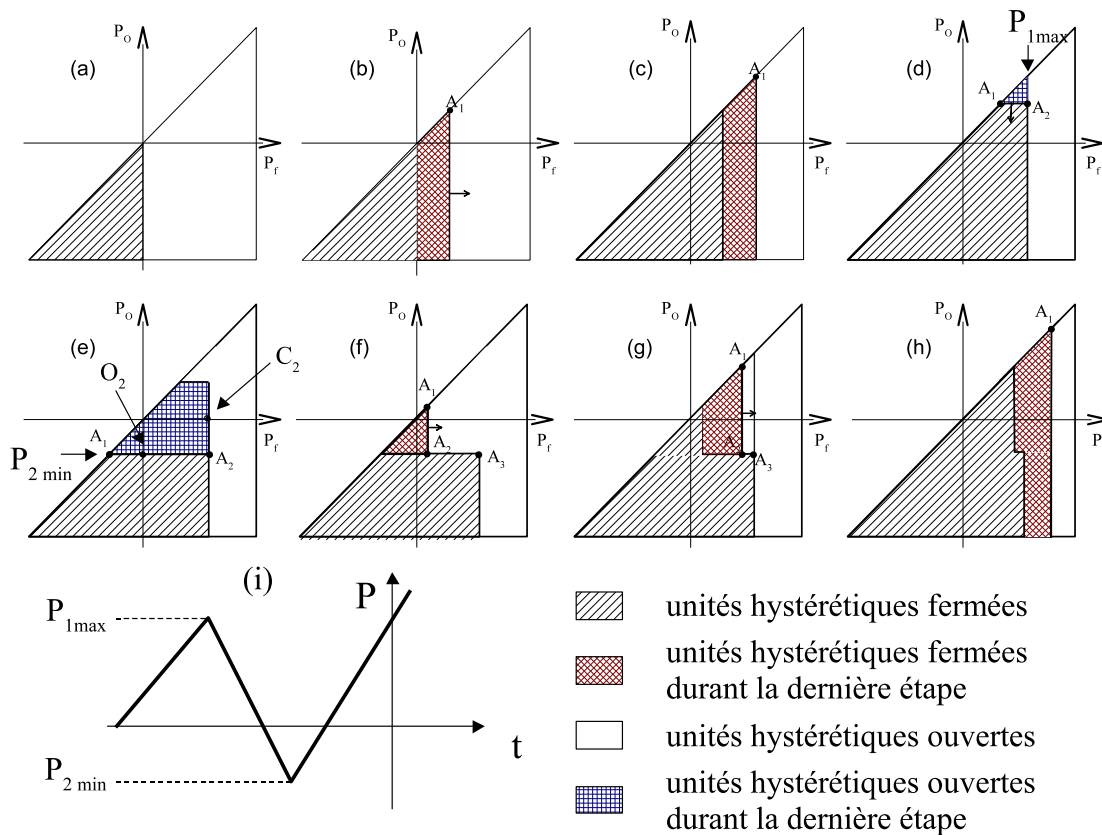 (a) P_O P_f
(b) P_O P_f A_1
(c) P_O P_f A_1
(d) P_O P_f P_1max A_1 A_2
(e) P_O P_f O_2 C_2 A_1 A_2 P_2 min
(f) P_O P_f A_1 A_2 A_3
(g) P_O P_f A_1 A_3
(h) P_O P A_1
(i)
P
P_1max
P_2 min
t
unités hystérétiques fermées
unités hystérétiques fermées
durant la dernière étape
unités hystérétiques ouvertes
unités hystérétiques ouvertes
durant la dernière étape